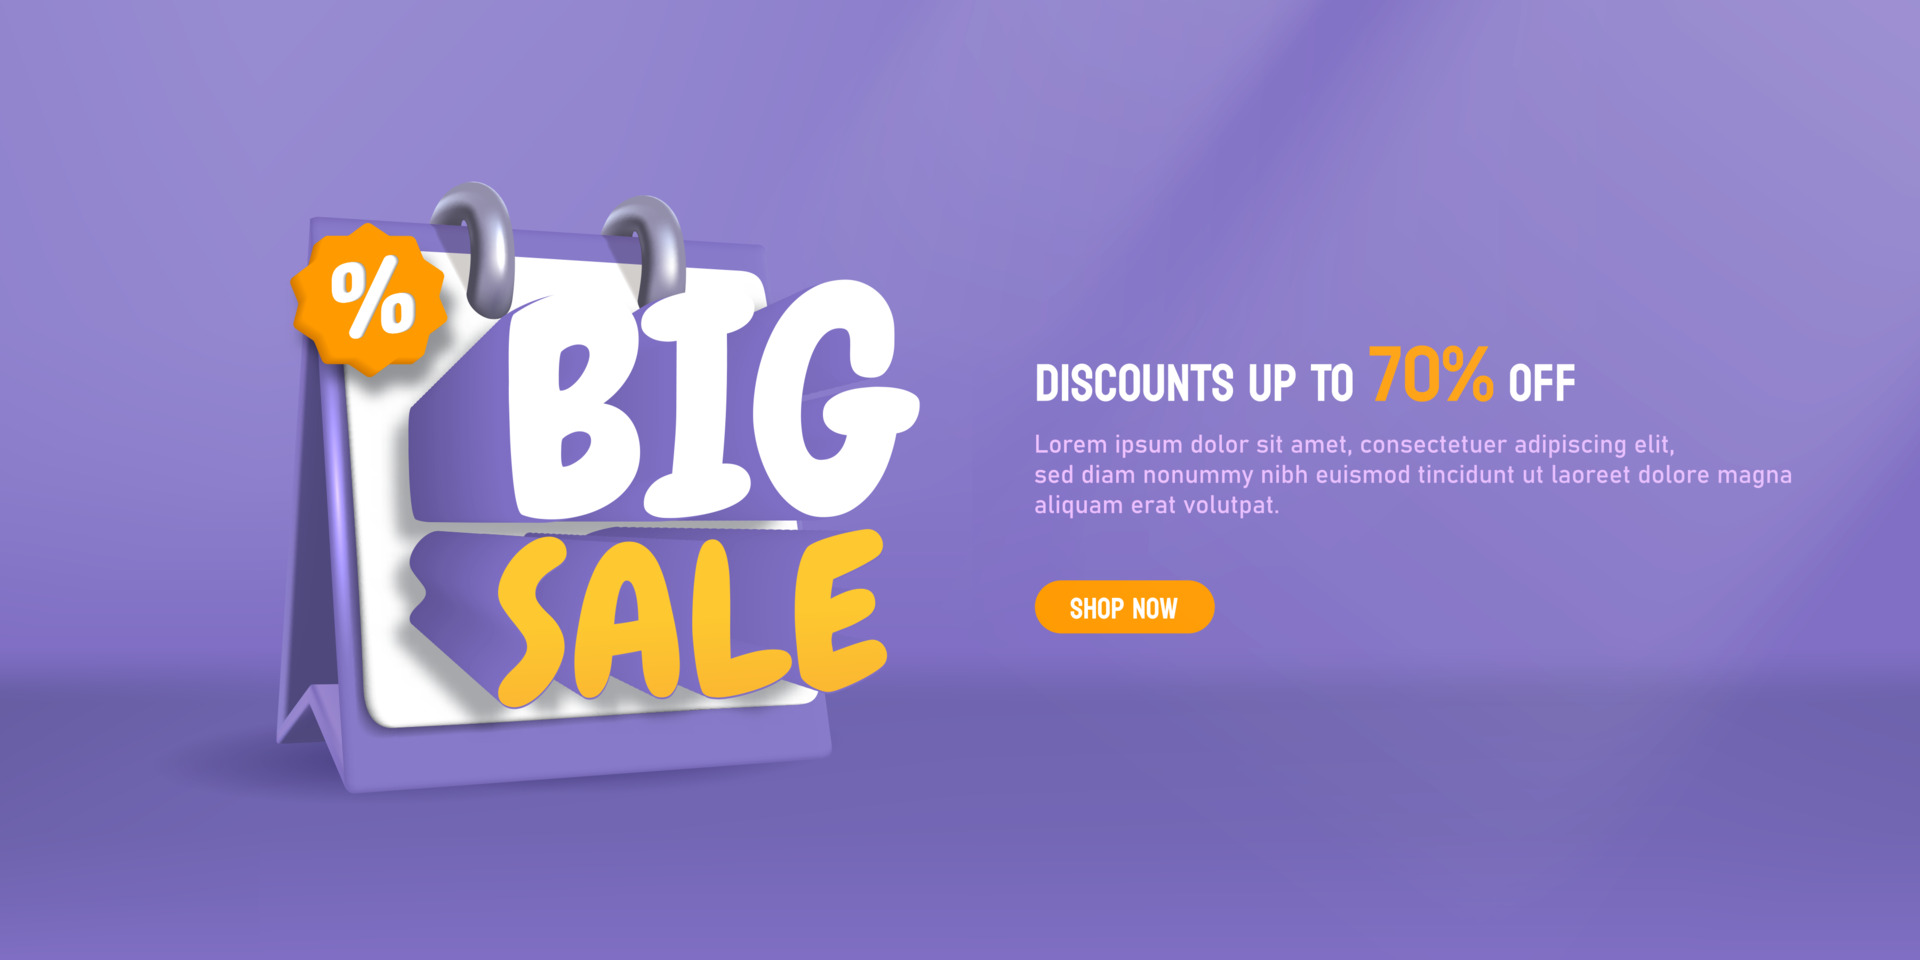 %
BIG
SALE
DISCOUNTS UP TO 70% OFF
Lorem ipsum dolor sit amet, consectetuer adipiscing elit,
sed diam nonummy nibh euismod tincidunt ut laoreet dolore magna
aliquam erat volutpat.
SHOP NOW